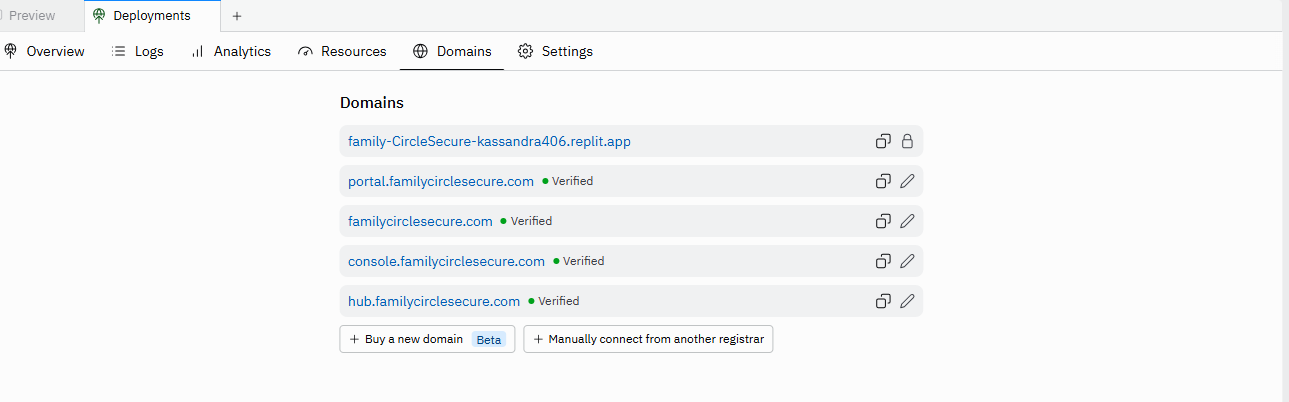 Preview Deployments +
Overview Logs Analytics Resources Domains Settings
Domains
family-CircleSecure-kassandra406.replit.app
portal.familycirclesecure.com Verified
familycirclesecure.com Verified
console.familycirclesecure.com Verified
hub.familycirclesecure.com Verified
+ Buy a new domain Beta + Manually connect from another registrar